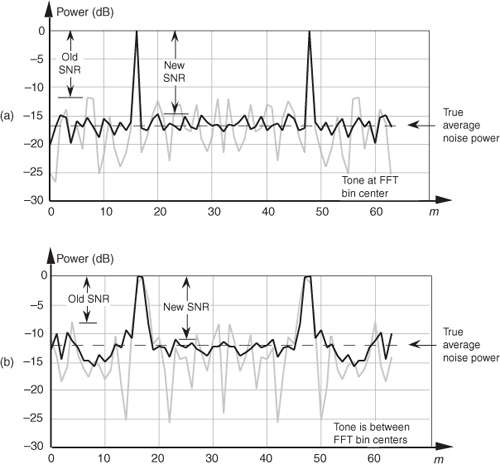 Power (dB)
0
Old
SNR
New
SNR
–5
–10
(a)
–15
True
average
noise power
–20
–25
Tone at FFT
bin center
–30
0 10 20 30 40 50 60 m
Power (dB)
0
Old SNR
New SNR
–5
–10
True
average
noise power
(b)
–15
–20
–25
Tone is between
FFT bin centers
–30
0 10 20 30 40 50 60 m